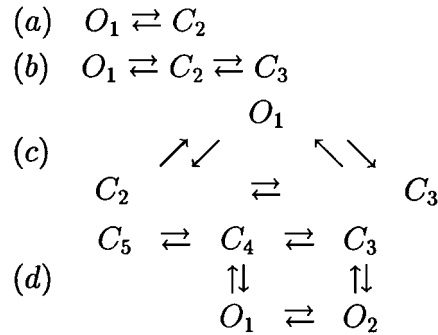 (a) O₁ ⇄ C₂
(b) O₁ ⇄ C₂ ⇄ C₃
O₁
(c) ↗↙ ↖↘
C₂ ⇄ C₃
C₅ ⇄ C₄ ⇄ C₃
(d) ↑↓ ↑↓
O₁ ⇄ O₂